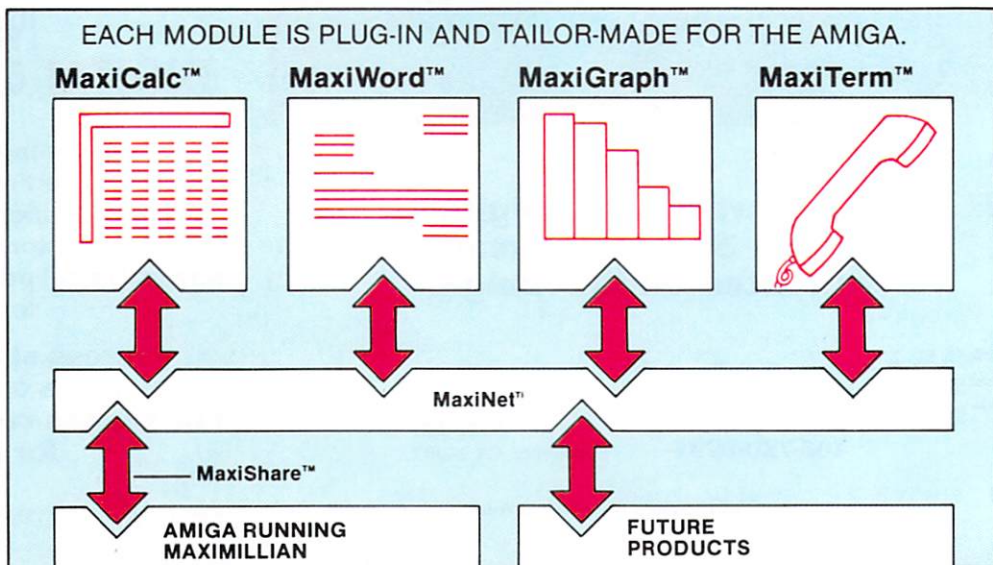 EACH MODULE IS PLUG-IN AND TAILOR-MADE FOR THE AMIGA.
MaxiCalc™ MaxiWord™ MaxiGraph™ MaxiTerm™
MaxiNet™
MaxiShare™
AMIGA RUNNING
MAXIMILLIAN
FUTURE
PRODUCTS